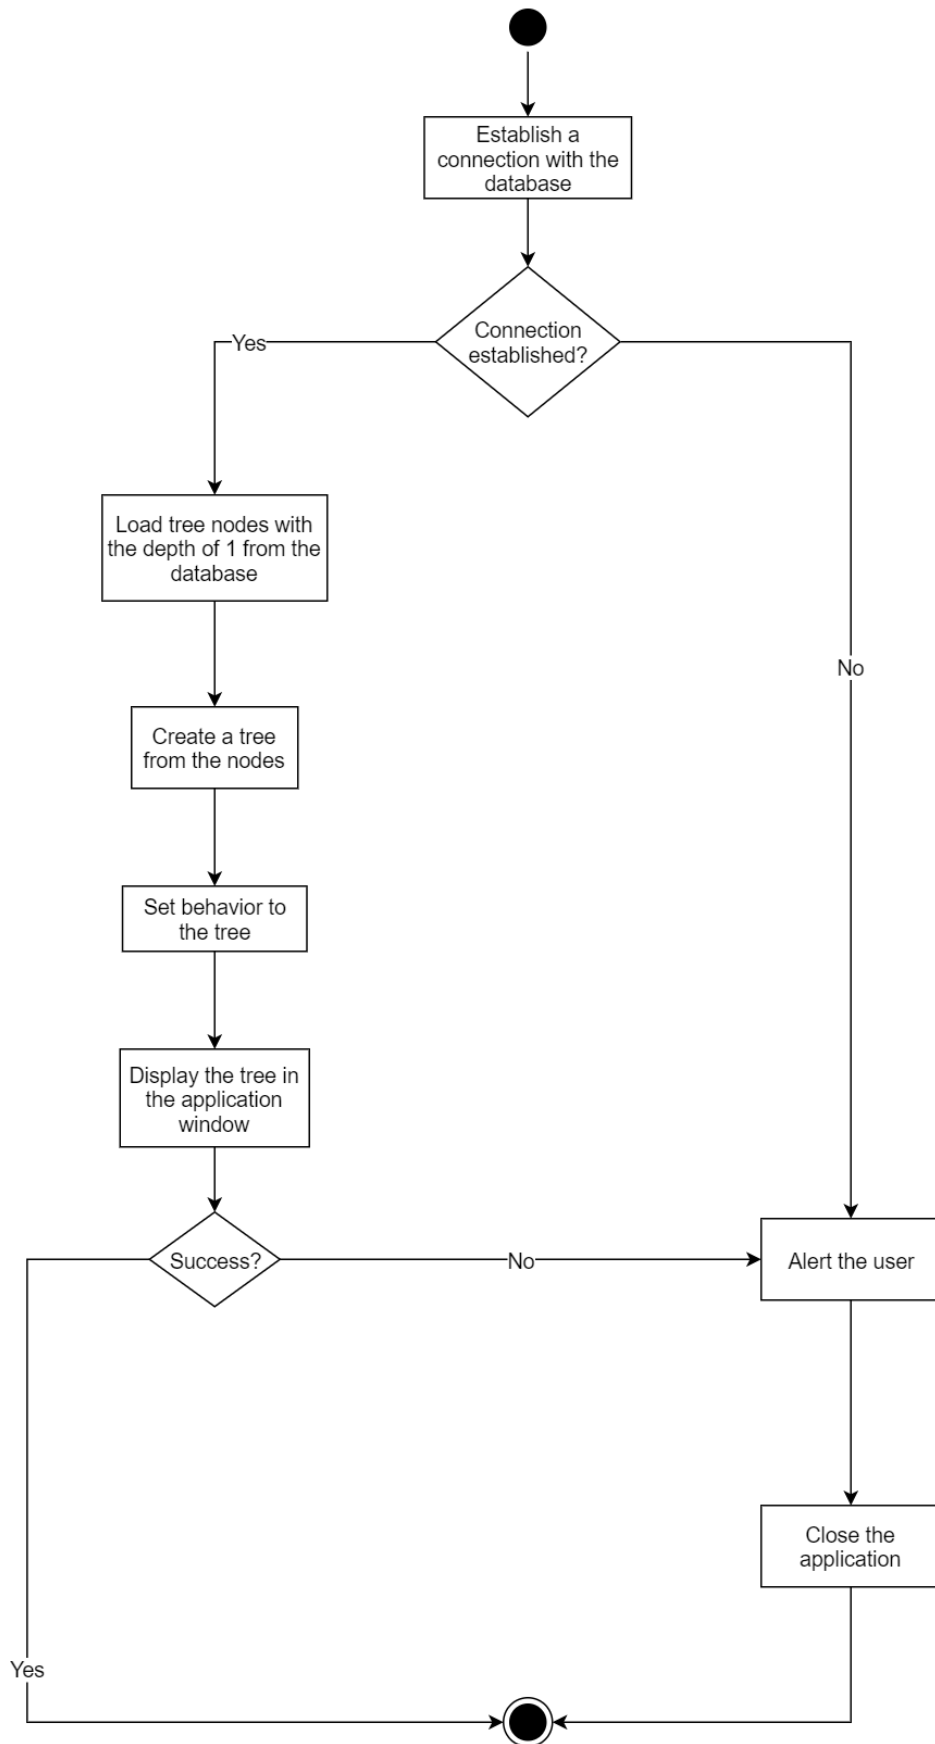 Establish a
connection with the
database
Connection
established?
Yes
No
Load tree nodes with
the depth of 1 from the
database
Create a tree
from the nodes
Set behavior to
the tree
Display the tree in
the application
window
Success?
No
Alert the user
Close the
application
Yes